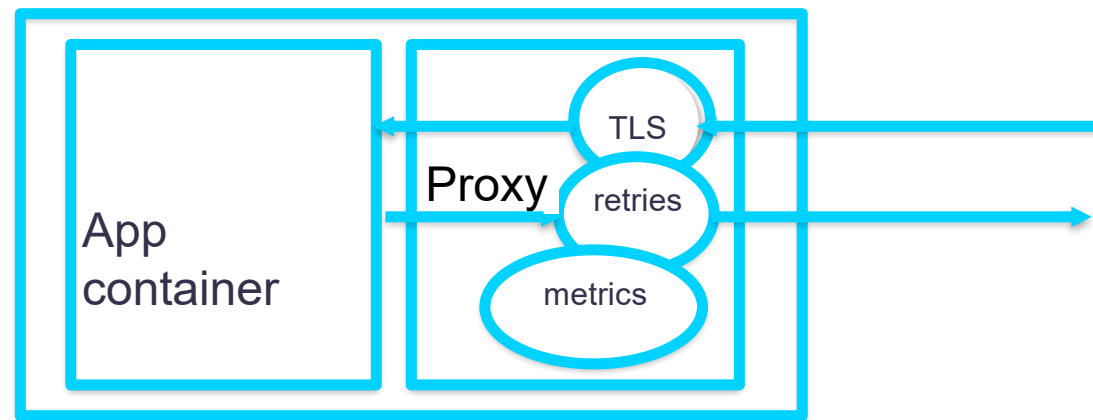 App
container
Proxy
TLS
retries
metrics